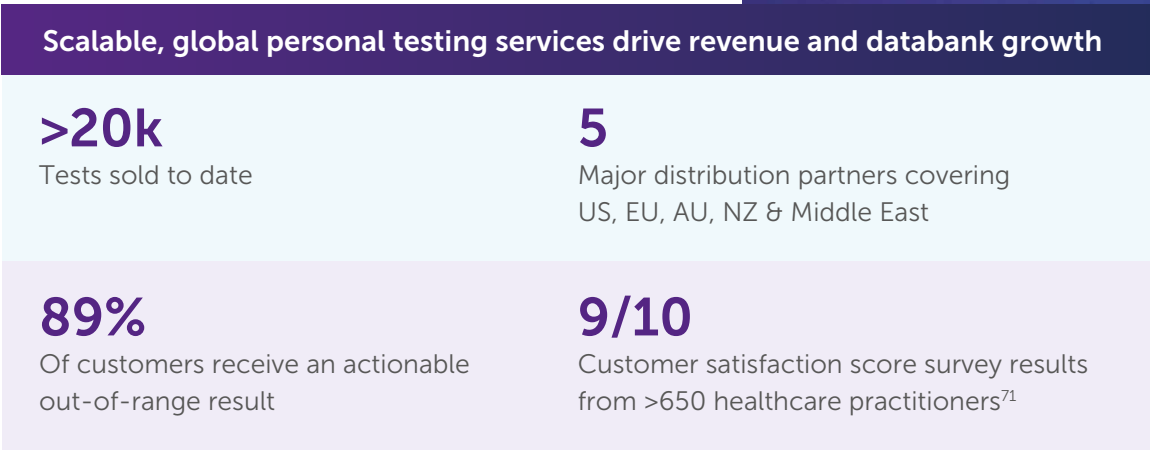 Scalable, global personal testing services drive revenue and databank growth
>20k
Tests sold to date
5
Major distribution partners covering
US, EU, AU, NZ & Middle East
89%
Of customers receive an actionable
out-of-range result
9/10
Customer satisfaction score survey results
from >650 healthcare practitioners71